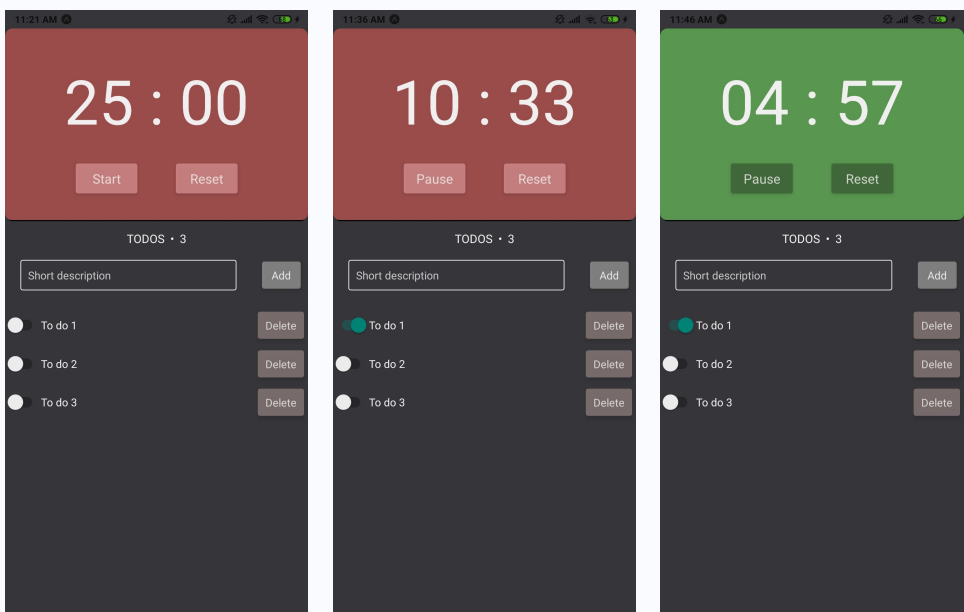 11:21 AM
25 : 00
Start Reset
TODOS • 3
Short description Add
To do 1 Delete
To do 2 Delete
To do 3 Delete
11:36 AM
10 : 33
Pause Reset
TODOS • 3
Short description Add
To do 1 Delete
To do 2 Delete
To do 3 Delete
11:46 AM
04 : 57
Pause Reset
TODOS • 3
Short description Add
To do 1 Delete
To do 2 Delete
To do 3 Delete